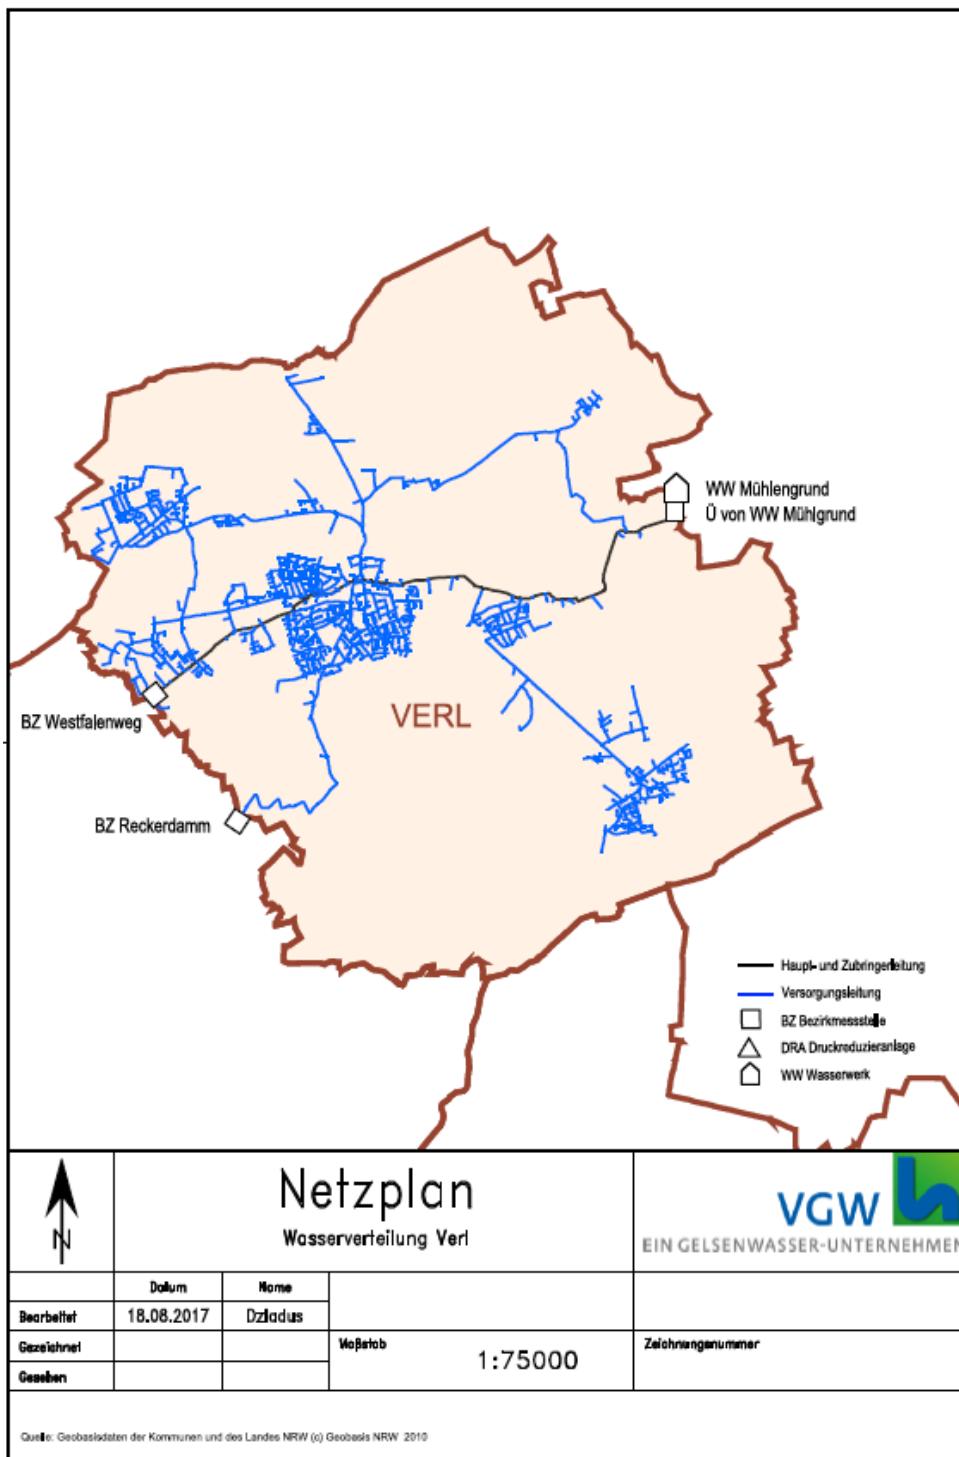 WW Mühlengrund
Ü von WW Mühlgrund
BZ Westfalenweg
VERL
BZ Reckerdamm
Haupt- und Zubringerleitung
Versorgungsleitung
BZ Bezirkmessstelle
DRA Druckreduzieranlage
WW Wasserwerk
N
Netzplan
Wasserverteilung Verl
VGW
EIN GELSENWASSER-UNTERNEHMEN
Datum Name
Bearbeitet 18.08.2017 Dziadus
Gezeichnet
Gesehen
Maßstab
1:75000
Zeichnungsnummer
Quelle: Geobasisdaten der Kommunen und des Landes NRW (c) Geobasis NRW 2010